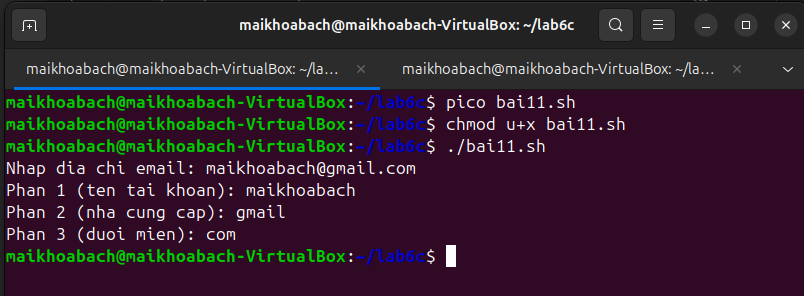 maikhoabach@maikhoabach-VirtualBox: ~/lab6c
maikhoabach@maikhoabach-VirtualBox: ~/la...
maikhoabach@maikhoabach-VirtualBox: ~/la...
maikhoabach@maikhoabach-VirtualBox:~/lab6c$ pico bai11.sh
maikhoabach@maikhoabach-VirtualBox:~/lab6c$ chmod u+x bai11.sh
maikhoabach@maikhoabach-VirtualBox:~/lab6c$ ./bai11.sh
Nhap dia chi email: maikhoabach@gmail.com
Phan 1 (ten tai khoan): maikhoabach
Phan 2 (nha cung cap): gmail
Phan 3 (duoi mien): com
maikhoabach@maikhoabach-VirtualBox:~/lab6c$